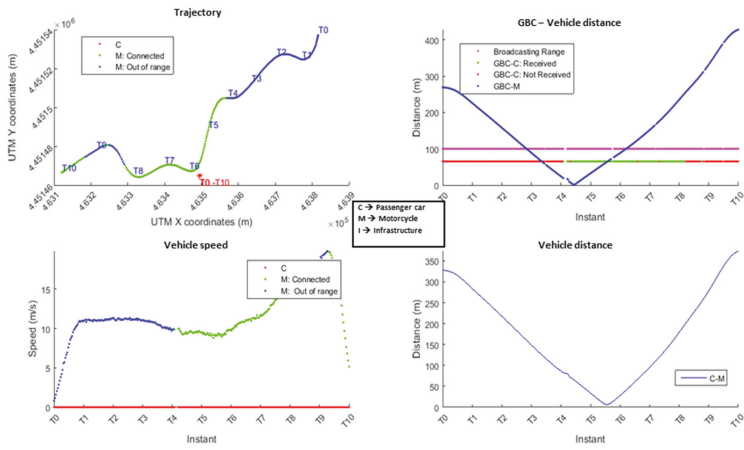 Trajectory
4.45154 × 10⁶
4.45152
4.4515
4.45148
4.45146
UTM Y coordinates (m)
C
M: Connected
M: Out of range
T0
T1
T2
T3
T4
T5
T6
T7
T8
T9
T10
T0 -T10
4.631
4.632
4.633
4.634
4.635
4.636
4.637
4.638
4.639
UTM X coordinates (m)
× 10⁵
GBC – Vehicle distance
400
300
200
100
0
Distance (m)
Broadcasting Range
GBC-C: Received
GBC-C: Not Received
GBC-M
T0 T1 T2 T3 T4 T5 T6 T7 T8 T9 T10
Instant
C → Passenger car
M → Motorcycle
I → Infrastructure
Vehicle speed
15
10
5
0
Speed (m/s)
C
M: Connected
M: Out of range
T0 T1 T2 T3 T4 T5 T6 T7 T8 T9 T10
Instant
Vehicle distance
350
300
250
200
150
100
50
0
Distance (m)
C-M
T0 T1 T2 T3 T4 T5 T6 T7 T8 T9 T10
Instant